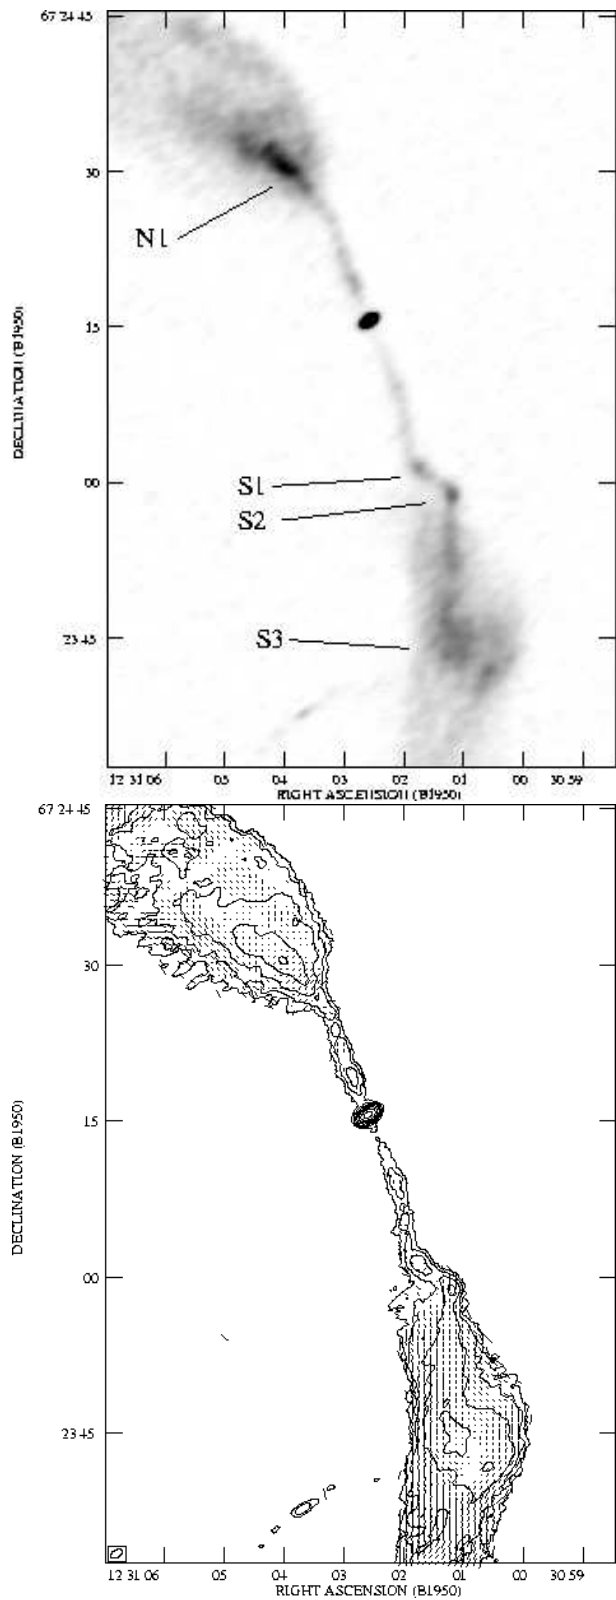 67 24 45
30
N1
15
DECLINATION (B1950)
S1
00
S2
S3
23 45
12 31 06 05 04 03 02 01 00 30 59
RIGHT ASCENSION (B1950)
67 24 45
30
15
DECLINATION (B1950)
00
23 45
12 31 06 05 04 03 02 01 00 30 59
RIGHT ASCENSION (B1950)